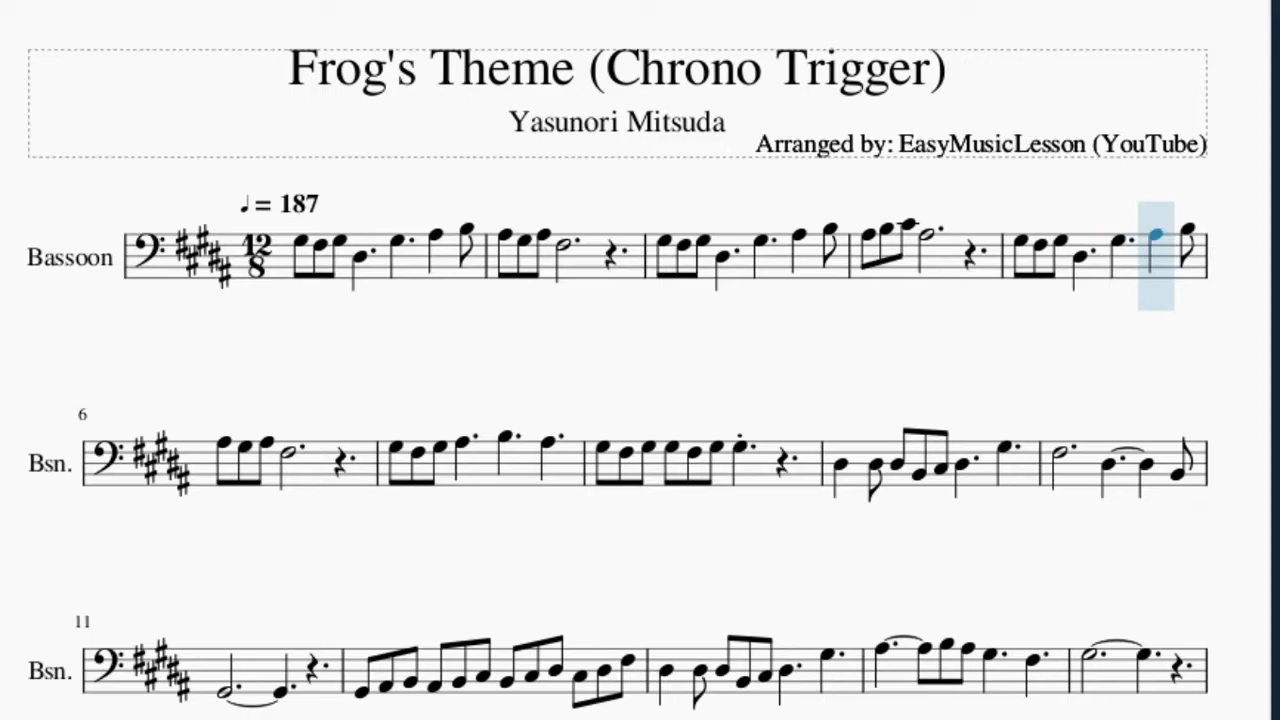 Frog's Theme (Chrono Trigger)
Yasunori Mitsuda
Arranged by: EasyMusicLesson (YouTube)
♩ = 187
Bassoon
12
8
6
Bsn.
11
Bsn.